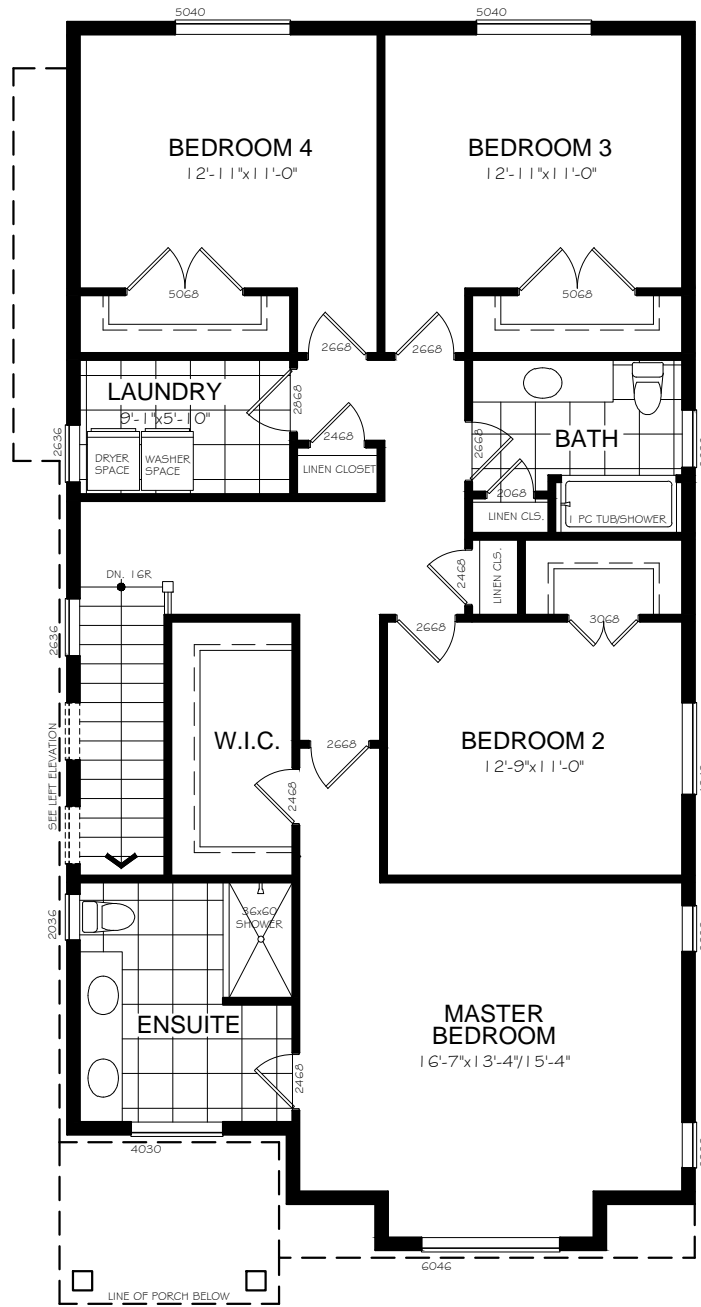 5040
5040
BEDROOM 4
12'-11"x11'-0"
BEDROOM 3
12'-11"x11'-0"
5068
5068
2668
2668
LAUNDRY
9'-1"x5'-10"
2868
2636
DRYER
SPACE
WASHER
SPACE
2468
LINEN CLOSET
2668
BATH
2068
LINEN CLS.
1 PC TUB/SHOWER
DN. 16R
2468
LINEN CLS.
3068
2668
2636
W.I.C.
2668
2468
BEDROOM 2
12'-9"x11'-0"
SEE LEFT ELEVATION
2036
36x60
SHOWER
ENSUITE
2468
MASTER
BEDROOM
16'-7"x13'-4"/15'-4"
4030
6046
LINE OF PORCH BELOW